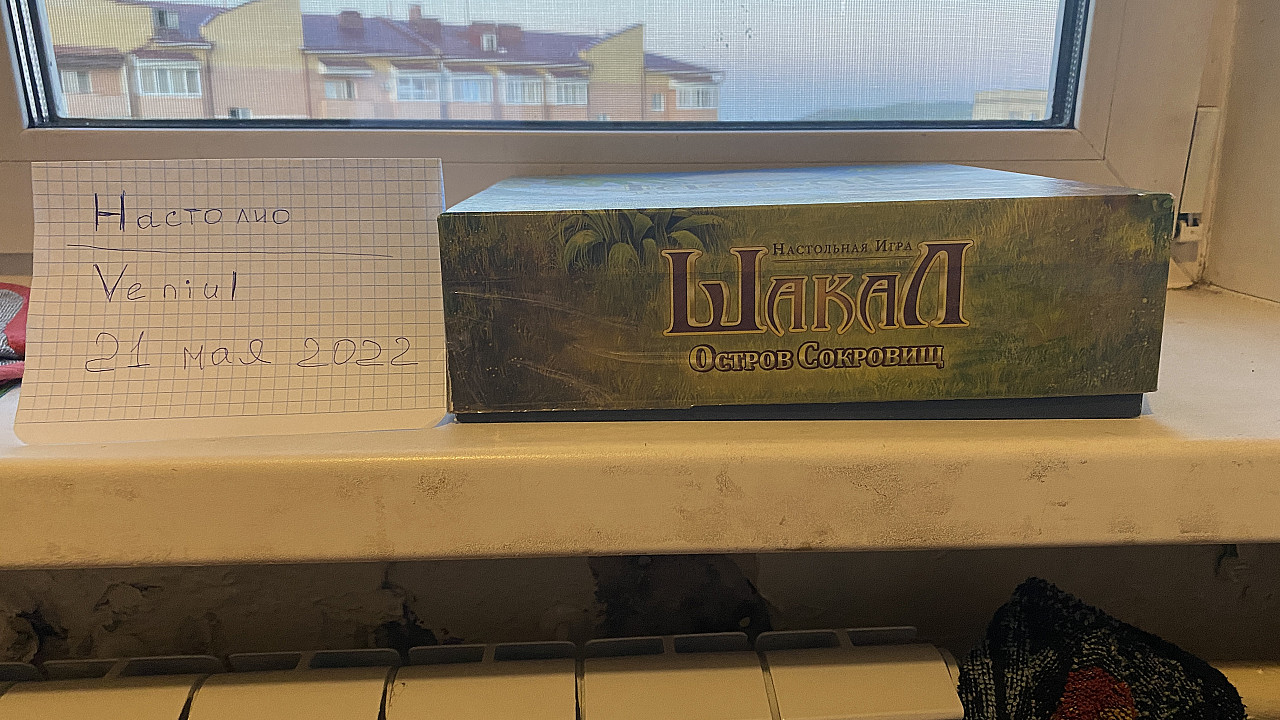 Настолио
Veniul
21 мая 2022
Настольная Игра
Шакал
Остров Сокровищ